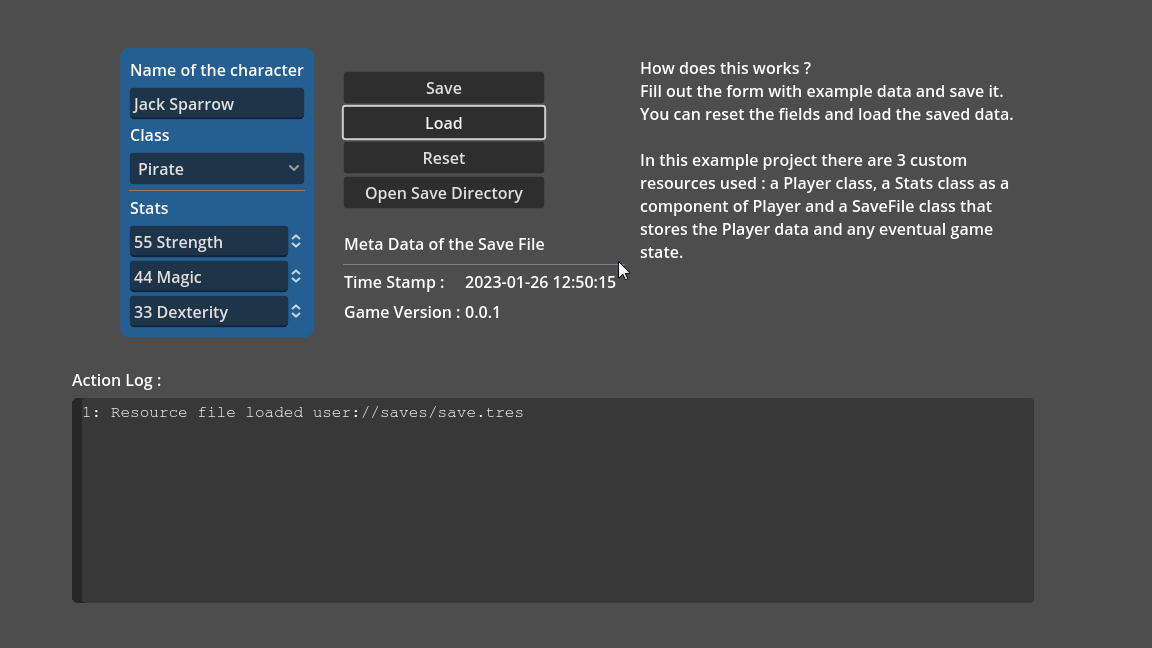 Name of the character
Jack Sparrow
Class
Pirate
Stats
55 Strength
44 Magic
33 Dexterity
Save
Load
Reset
Open Save Directory
Meta Data of the Save File
Time Stamp : 2023-01-26 12:50:15
Game Version : 0.0.1
How does this works ?
Fill out the form with example data and save it.
You can reset the fields and load the saved data.
In this example project there are 3 custom
resources used : a Player class, a Stats class as a
component of Player and a SaveFile class that
stores the Player data and any eventual game
state.
Action Log :
1: Resource file loaded user://saves/save.tres